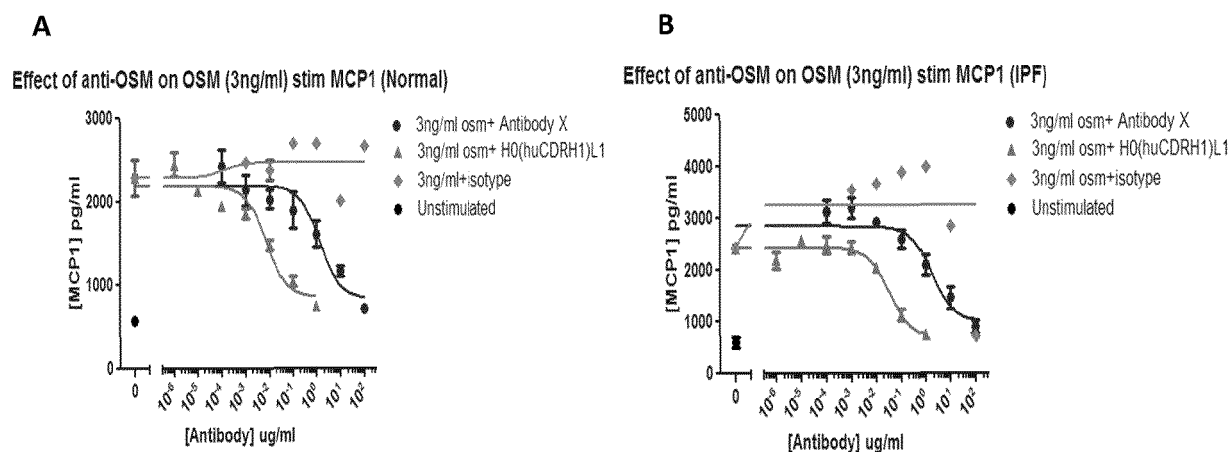 A
Effect of anti-OSM on OSM (3ng/ml) stim MCP1 (Normal)
[MCP1] pg/ml
3000
2000
1000
0
0
10-6
10-5
10-4
10-3
10-2
10-1
100
101
102
[Antibody] ug/ml
3ng/ml osm+ Antibody X
3ng/ml osm+ H0(huCDRH1)L1
3ng/ml+isotype
Unstimulated
B
Effect of anti-OSM on OSM (3ng/ml) stim MCP1 (IPF)
[MCP1] pg/ml
5000
4000
3000
2000
1000
0
0
10-6
10-5
10-4
10-3
10-2
10-1
100
101
102
[Antibody] ug/ml
3ng/ml osm+ Antibody X
3ng/ml osm+ H0(huCDRH1)L1
3ng/ml osm+isotype
Unstimulated